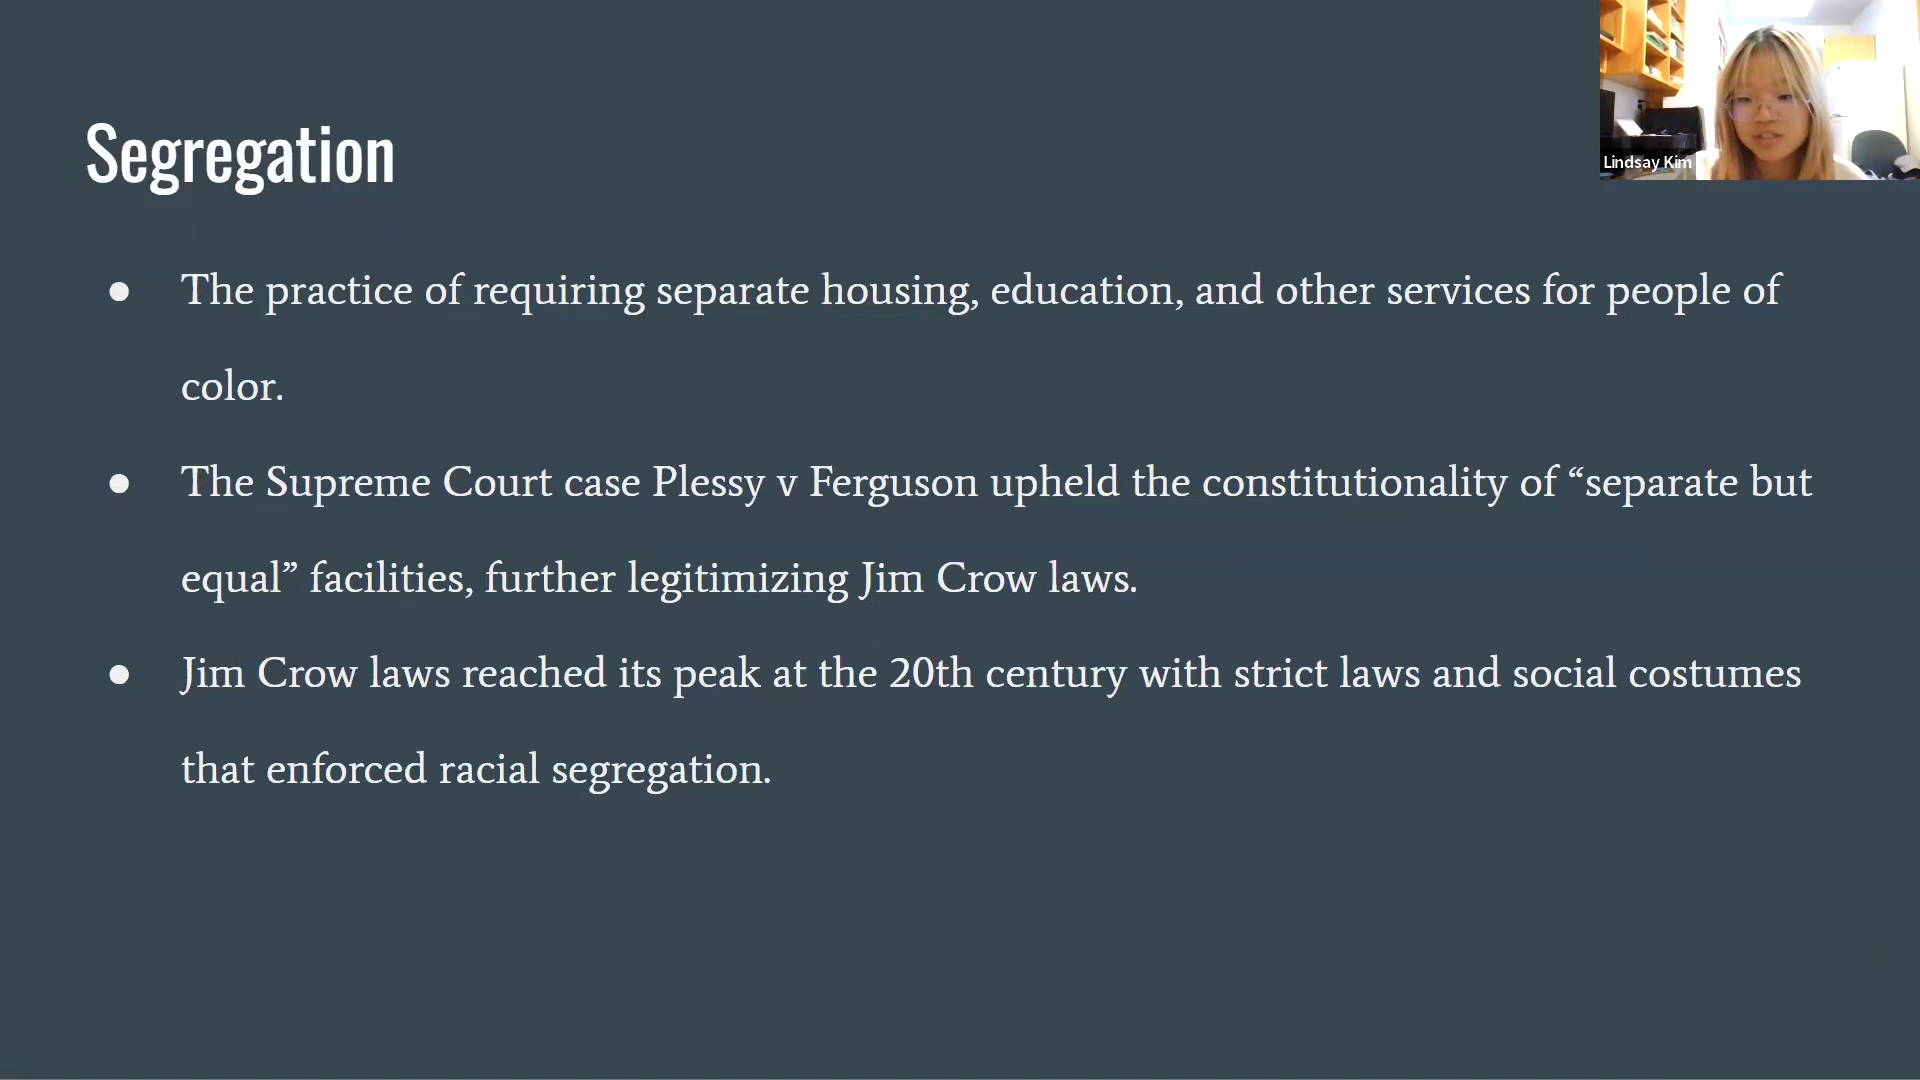 Segregation
Lindsay Kim
● The practice of requiring separate housing, education, and other services for people of
color.
● The Supreme Court case Plessy v Ferguson upheld the constitutionality of “separate but
equal” facilities, further legitimizing Jim Crow laws.
● Jim Crow laws reached its peak at the 20th century with strict laws and social costumes
that enforced racial segregation.